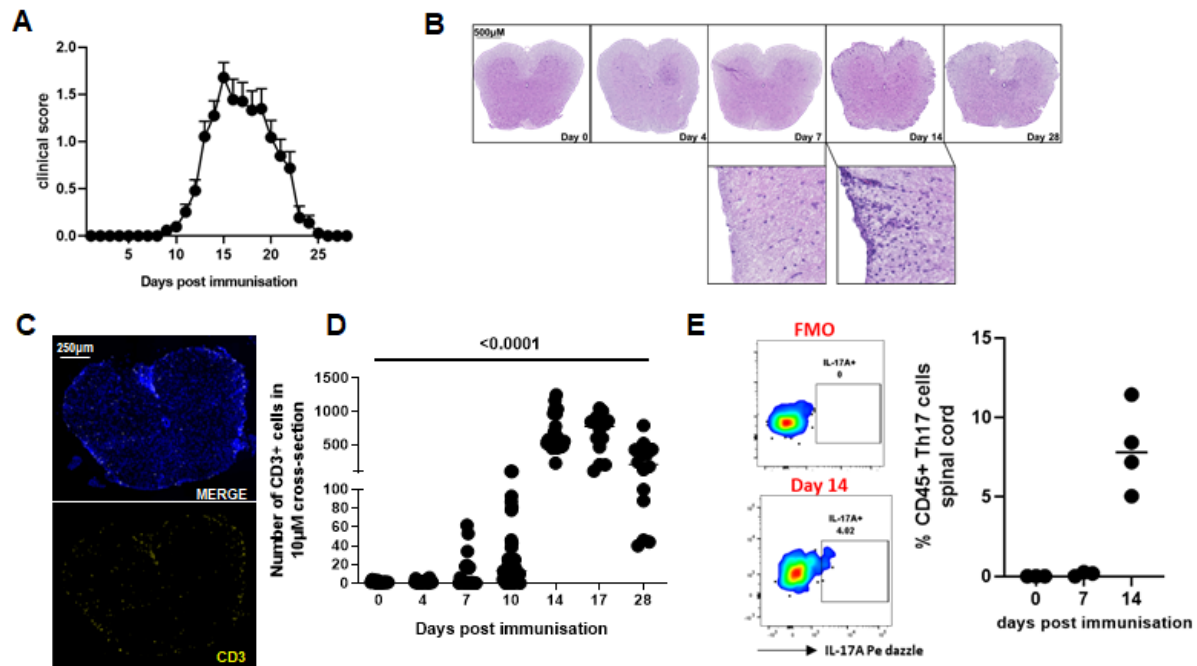 A
2.0
1.5
1.0
0.5
0.0
clinical score
5
10
15
20
25
Days post immunisation
B
500µM
Day 0
Day 4
Day 7
Day 14
Day 28
C
250µm
MERGE
CD3
D
<0.0001
1500
1000
500
100
80
60
40
20
0
Number of CD3+ cells in
10µM cross-section
0
4
7
10
14
17
28
Days post immunisation
E
FMO
IL-17A+
0
Day 14
IL-17A+
4.02
IL-17A Pe dazzle
% CD45+ Th17 cells
spinal cord
15
10
5
0
0
7
14
days post immunisation